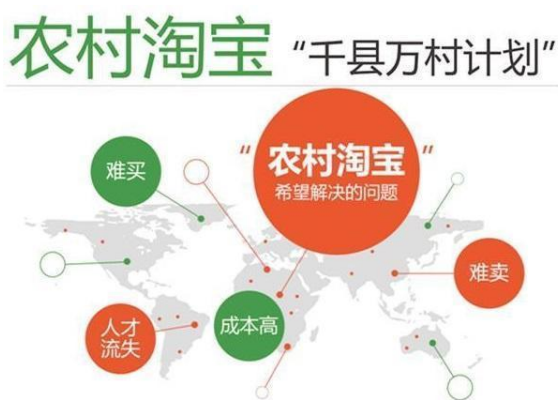 农村淘宝 “千县万村计划”
“农村淘宝”
希望解决的问题
难买
难卖
人才
流失
成本高